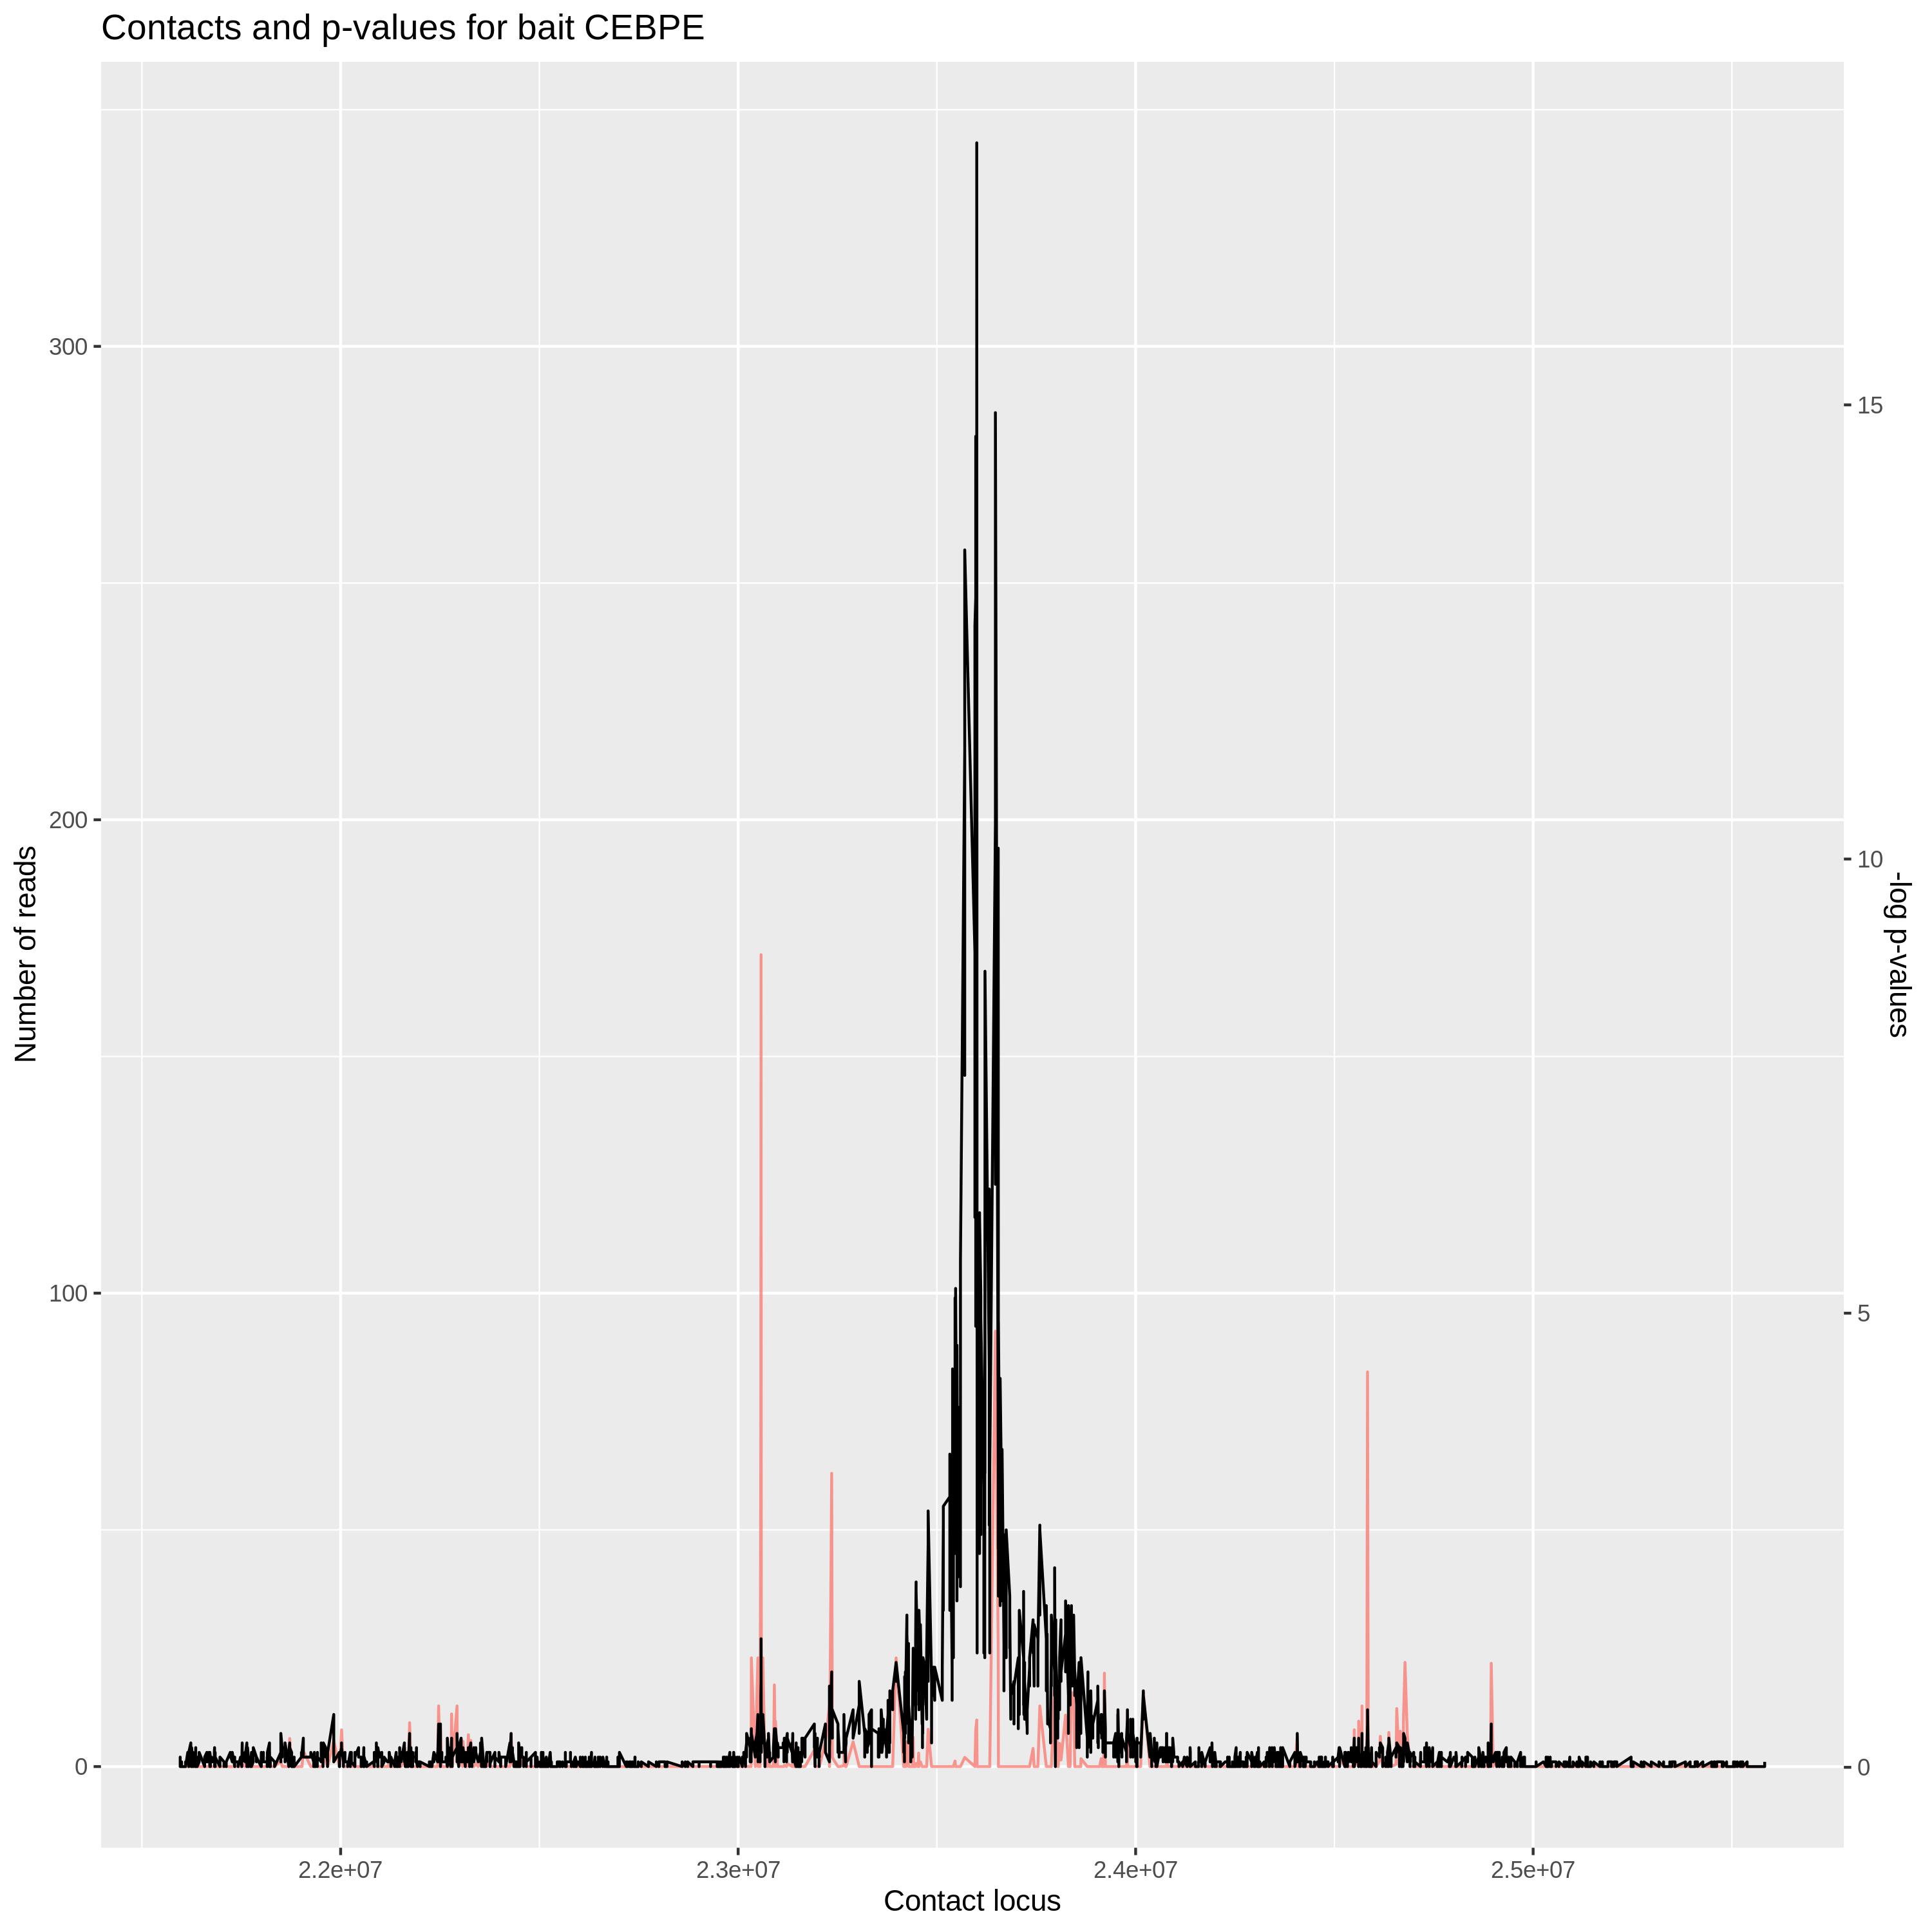 Contacts and p-values for bait CEBPE
300
200
100
0
Number of reads
15
10
5
0
-log p-values
2.2e+07
2.3e+07
2.4e+07
2.5e+07
Contact locus